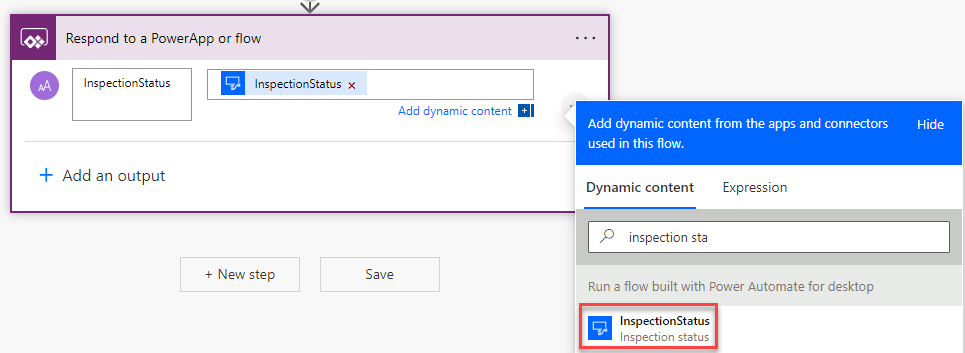 Respond to a PowerApp or flow
AA
InspectionStatus
InspectionStatus ×
Add dynamic content
+ Add an output
+ New step
Save
Add dynamic content from the apps and connectors
used in this flow.
Hide
Dynamic content
Expression
inspection sta
Run a flow built with Power Automate for desktop
InspectionStatus
Inspection status